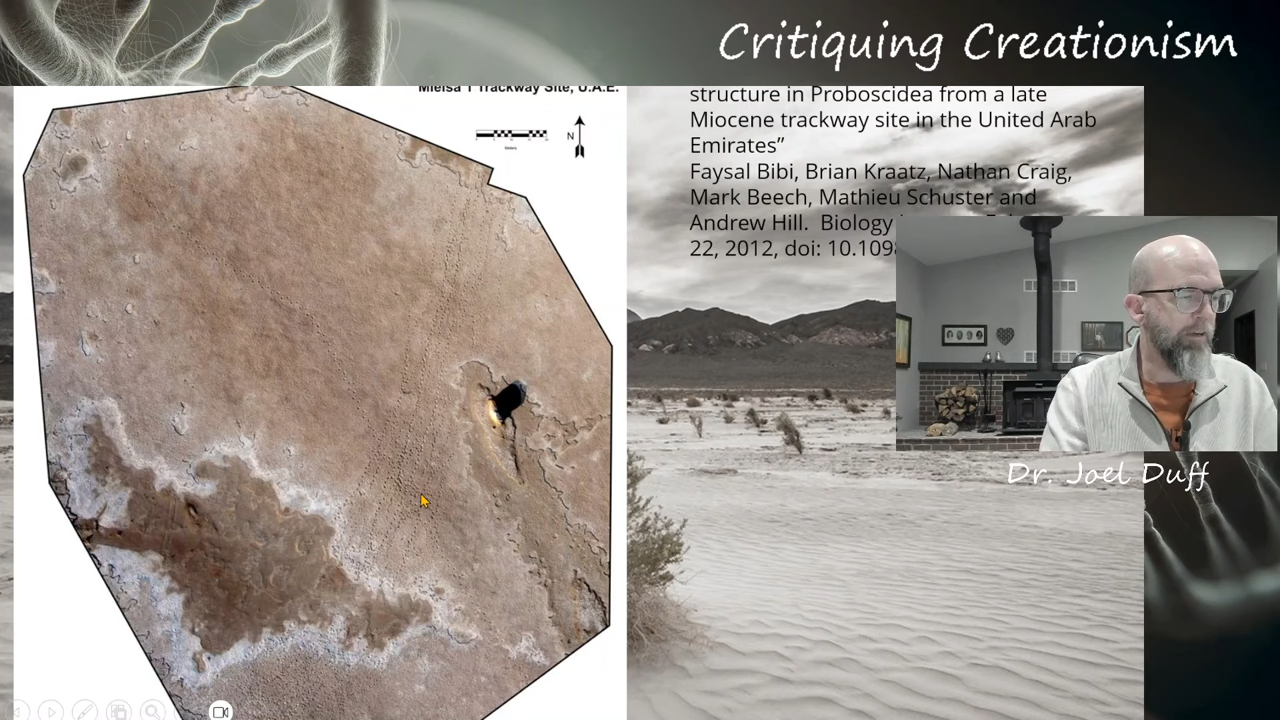 Critiquing Creationism
Mleisa 1 Trackway Site, U.A.E.
N
structure in Proboscidea from a late
Miocene trackway site in the United Arab
Emirates”
Faysal Bibi, Brian Kraatz, Nathan Craig,
Mark Beech, Mathieu Schuster and
Andrew Hill. Biology
22, 2012, doi: 10.109
Dr. Joel Duff